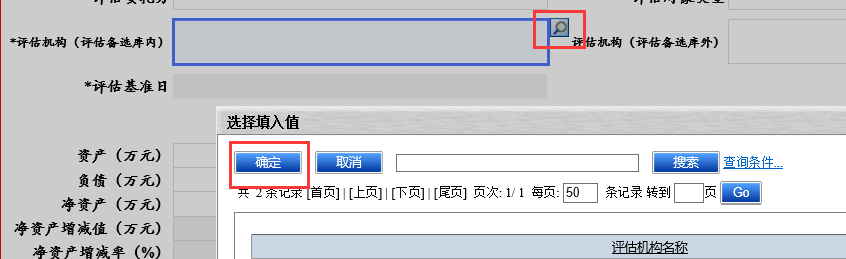 *评估机构（评估备选库内）
评估机构（评估备选库外）
*评估基准日
选择填入值
资产（万元）
确定 取消 搜索 查询条件...
负债（万元）
共 2 条记录 [首页] | [上页] | [下页] | [尾页] 页次: 1/ 1 每页: 50 条记录 转到 页 Go
净资产（万元）
净资产增减值（万元）
净资产增减率（%）
评估机构名称